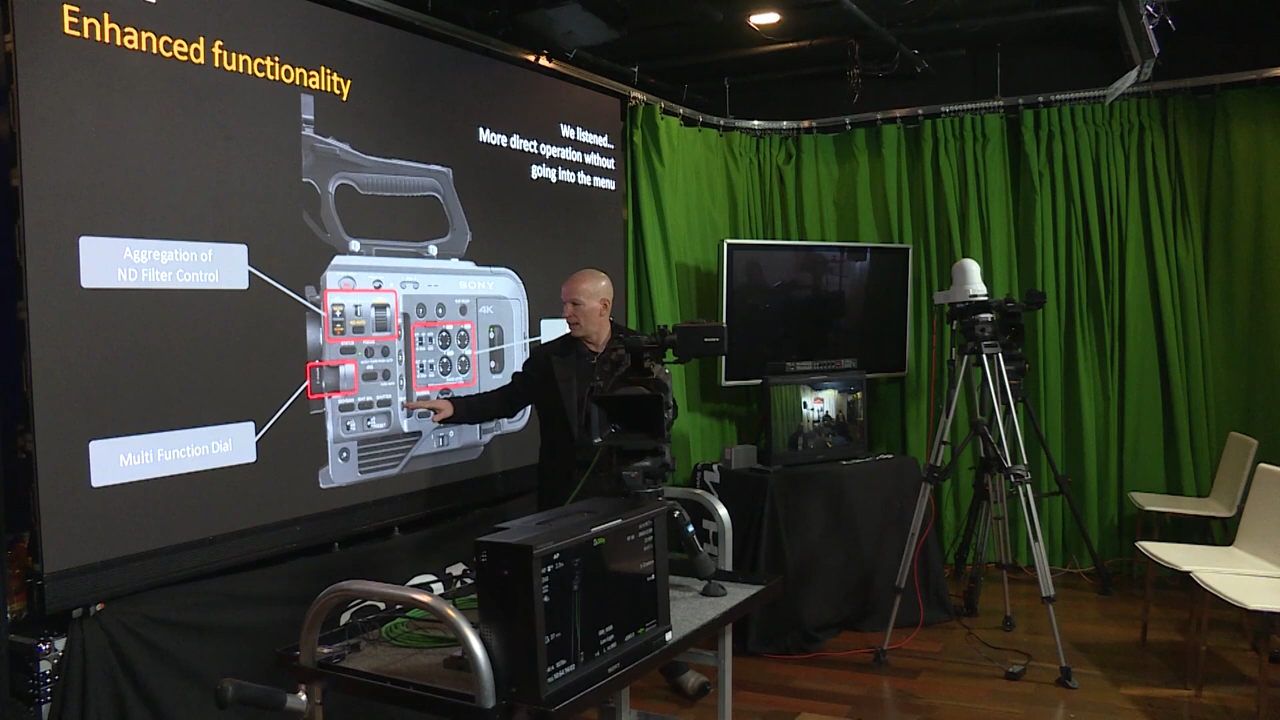 Enhanced functionality
We listened...
More direct operation without
going into the menu
Aggregation of
ND Filter Control
SONY
4K
Multi Function Dial
SONY